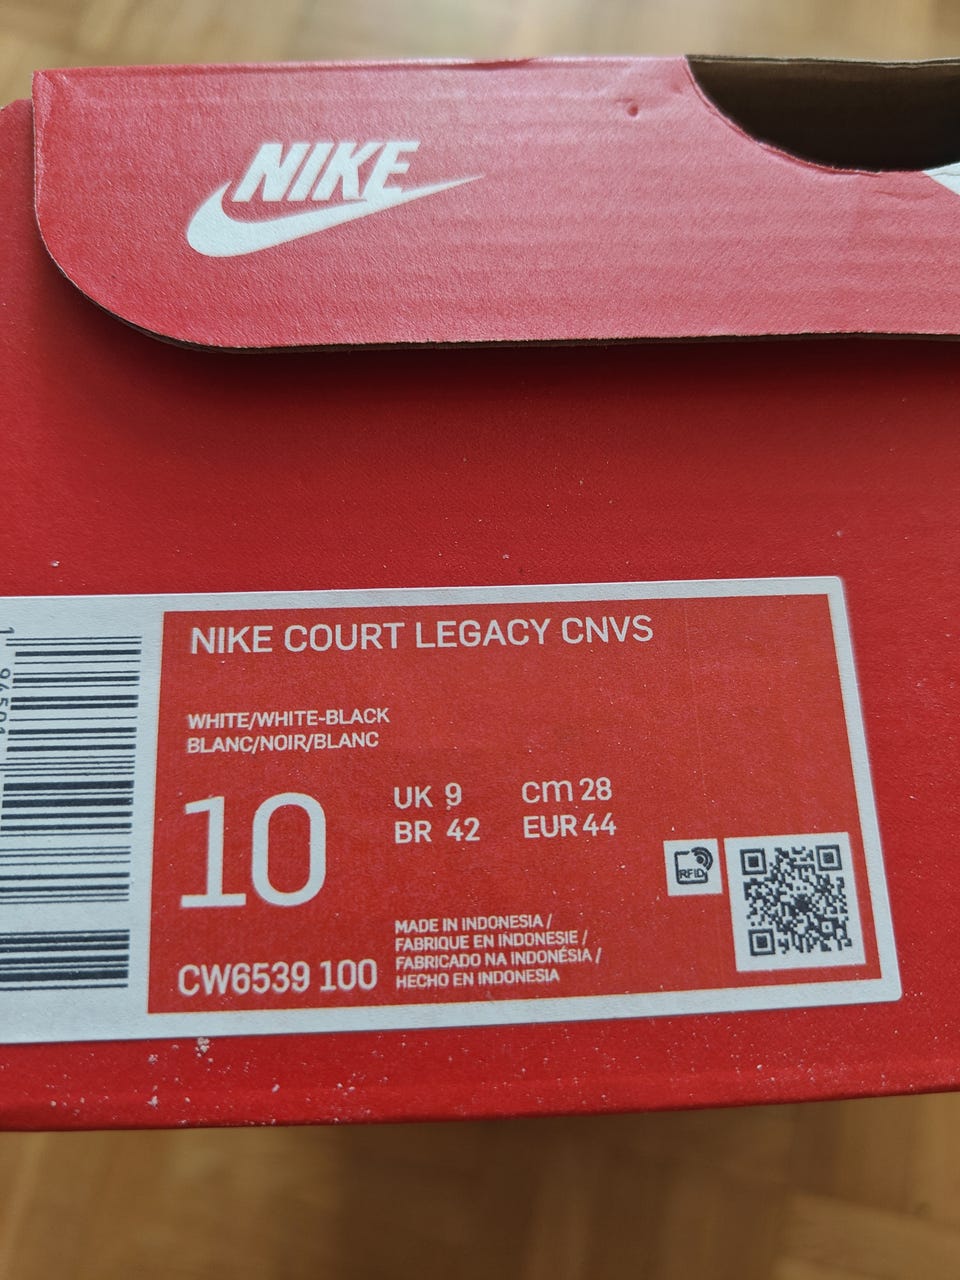 NIKE
NIKE COURT LEGACY CNVS
WHITE/WHITE-BLACK
BLANC/NOIR/BLANC
10
UK 9 cm 28
BR 42 EUR 44
RFID
MADE IN INDONESIA /
FABRIQUE EN INDONESIE /
FABRICADO NA INDONÉSIA /
HECHO EN INDONESIA
CW6539 100